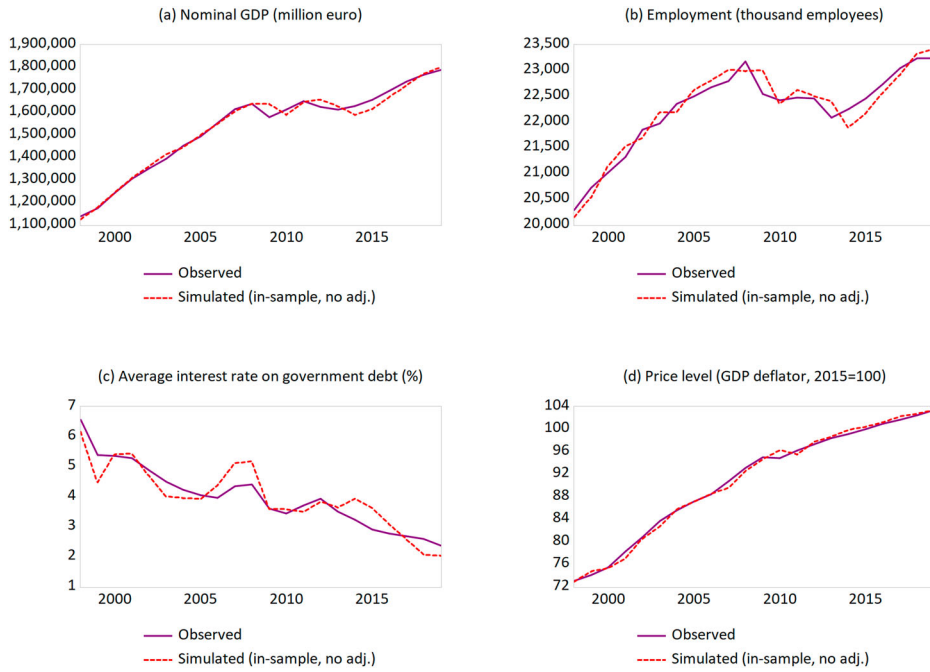 (a) Nominal GDP (million euro)
1,900,000
1,800,000
1,700,000
1,600,000
1,500,000
1,400,000
1,300,000
1,200,000
1,100,000
2000 2005 2010 2015
Observed
Simulated (in-sample, no adj.)
(b) Employment (thousand employees)
23,500
23,000
22,500
22,000
21,500
21,000
20,500
20,000
2000 2005 2010 2015
Observed
Simulated (in-sample, no adj.)
(c) Average interest rate on government debt (%)
7
6
5
4
3
2
1
2000 2005 2010 2015
Observed
Simulated (in-sample, no adj.)
(d) Price level (GDP deflator, 2015=100)
104
100
96
92
88
84
80
76
72
2000 2005 2010 2015
Observed
Simulated (in-sample, no adj.)